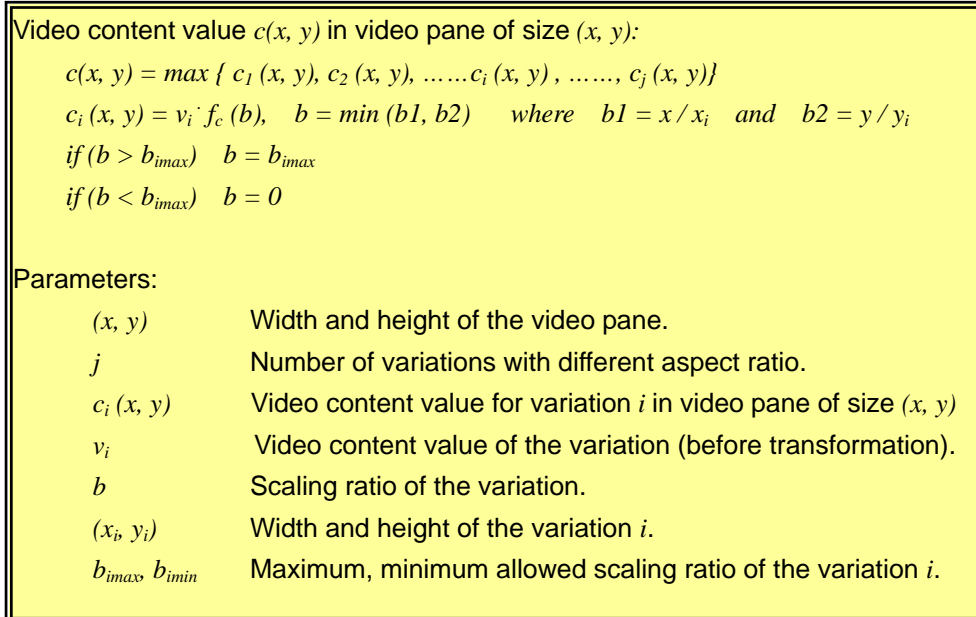 Video content value c(x, y) in video pane of size (x, y):
c(x, y) = max { c1 (x, y), c2 (x, y), ……ci (x, y) , ……, cj (x, y)}
ci (x, y) = vi· fc (b), b = min (b1, b2) where b1 = x / xi and b2 = y / yi
if (b > bimax) b = bimax
if (b < bimax) b = 0
Parameters:
(x, y) Width and height of the video pane.
j Number of variations with different aspect ratio.
ci (x, y) Video content value for variation i in video pane of size (x, y)
vi Video content value of the variation (before transformation).
b Scaling ratio of the variation.
(xi, yi) Width and height of the variation i.
bimax, bimin Maximum, minimum allowed scaling ratio of the variation i.